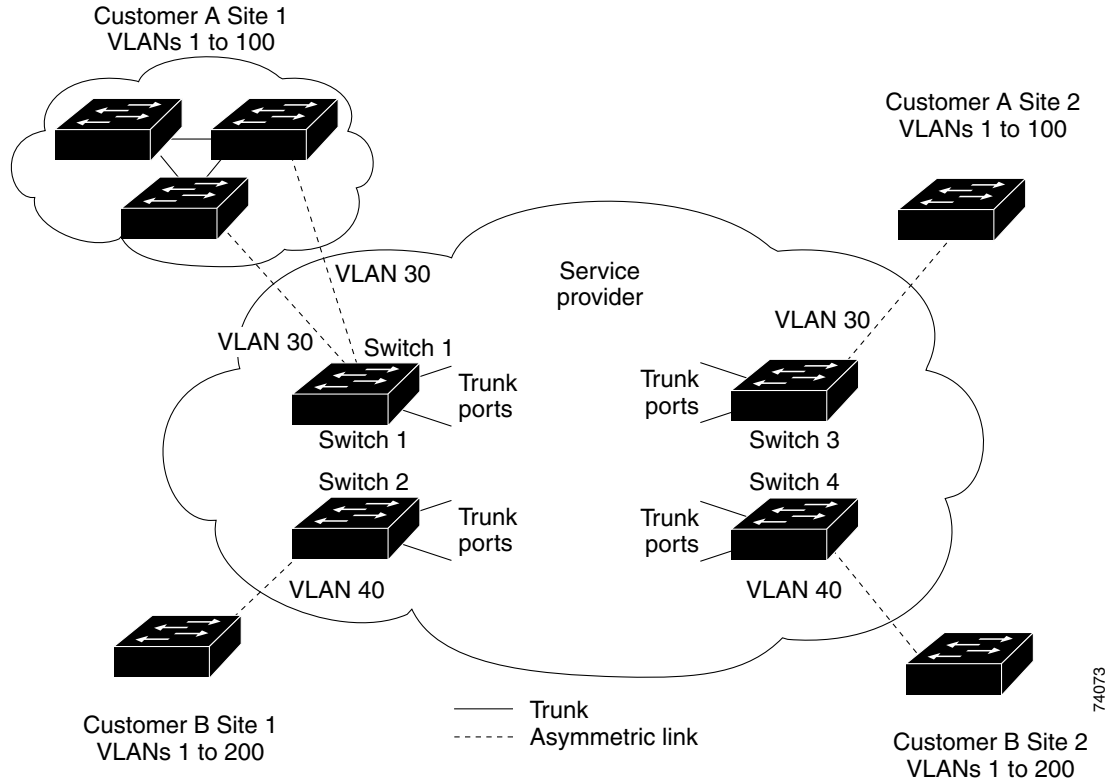 Customer A Site 1
VLANs 1 to 100
Customer A Site 2
VLANs 1 to 100
VLAN 30
Service
provider
VLAN 30
VLAN 30
Switch 1
Trunk
ports
Trunk
ports
Switch 1
Switch 3
Switch 2
Switch 4
Trunk
ports
Trunk
ports
VLAN 40
VLAN 40
Customer B Site 1
VLANs 1 to 200
Trunk
Asymmetric link
Customer B Site 2
VLANs 1 to 200
74073